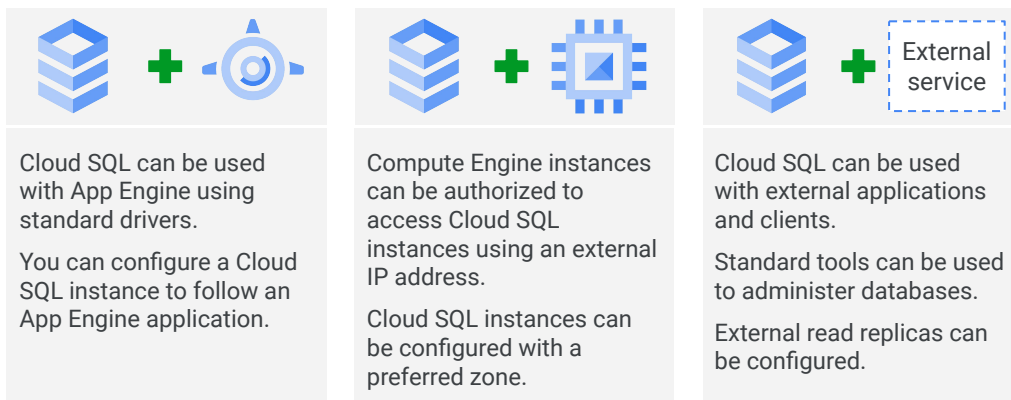 External
service
Cloud SQL can be used
with App Engine using
standard drivers.
You can configure a Cloud
SQL instance to follow an
App Engine application.
Compute Engine instances
can be authorized to
access Cloud SQL
instances using an external
IP address.
Cloud SQL instances can
be configured with a
preferred zone.
Cloud SQL can be used
with external applications
and clients.
Standard tools can be used
to administer databases.
External read replicas can
be configured.